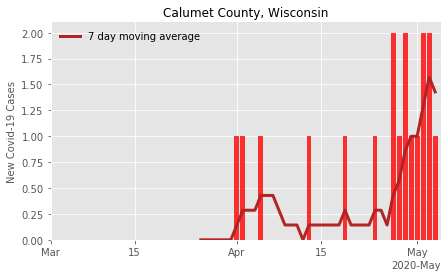 Calumet County, Wisconsin
7 day moving average
New Covid-19 Cases
2.00
1.75
1.50
1.25
1.00
0.75
0.50
0.25
0.00
Mar
15
Apr
15
May
2020-May